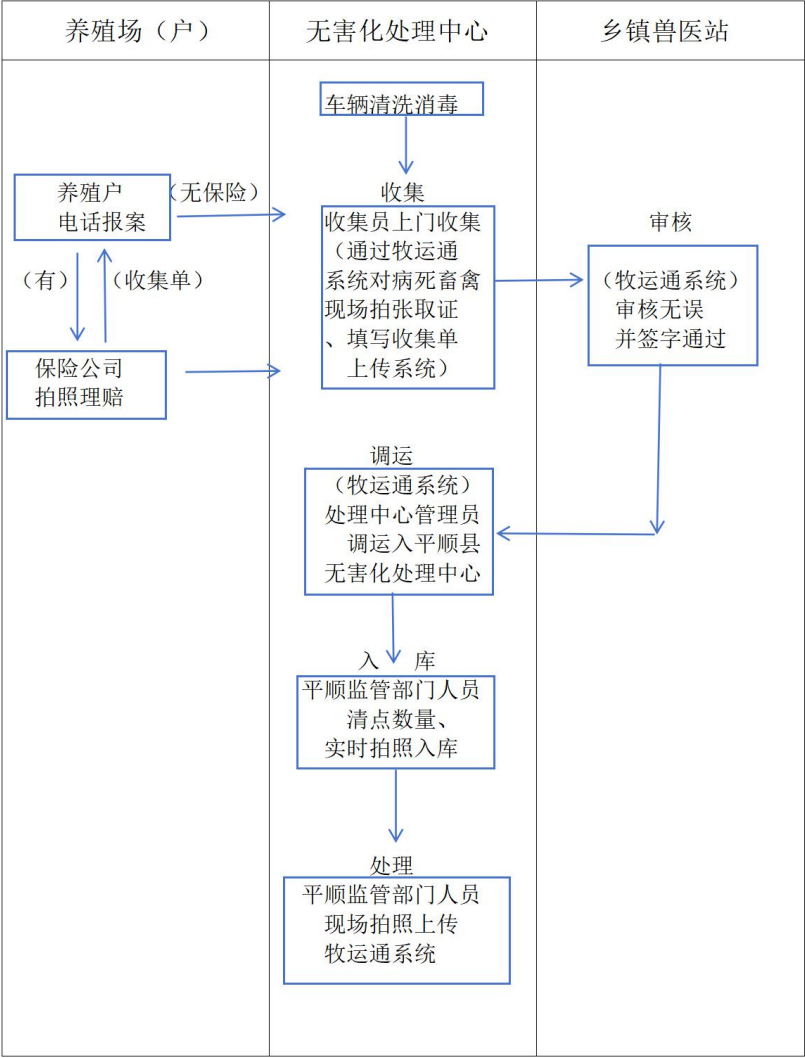 养殖场（户）
无害化处理中心
乡镇兽医站
车辆清洗消毒
养殖户
电话报案
（无保险）
（有）
（收集单）
保险公司
拍照理赔
收集
收集员上门收集
（通过牧运通
系统对病死畜禽
现场拍张取证
、填写收集单
上传系统）
审核
（牧运通系统）
审核无误
并签字通过
调运
（牧运通系统）
处理中心管理员
调运入平顺县
无害化处理中心
入　库
平顺监管部门人员
清点数量、
实时拍照入库
处理
平顺监管部门人员
现场拍照上传
牧运通系统